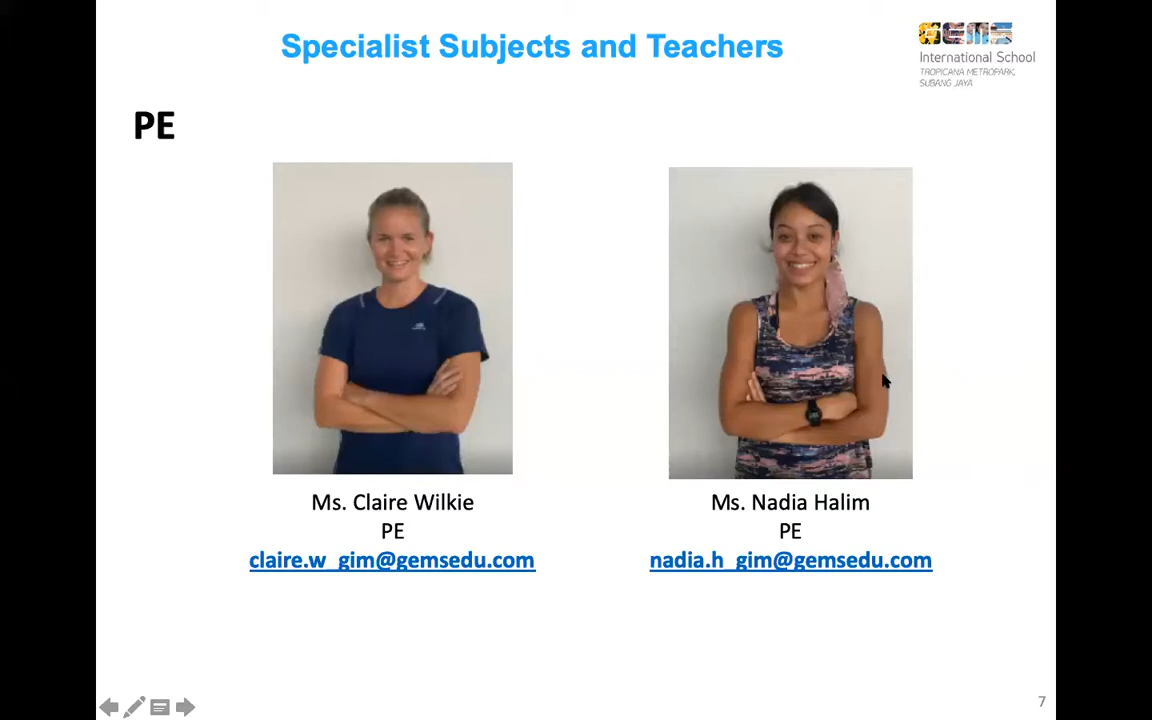 Specialist Subjects and Teachers
GEMS
International School
TROPICANA METROPARK,
SUBANG JAYA
PE
Ms. Claire Wilkie
PE
claire.w_gim@gemsedu.com
Ms. Nadia Halim
PE
nadia.h_gim@gemsedu.com
7